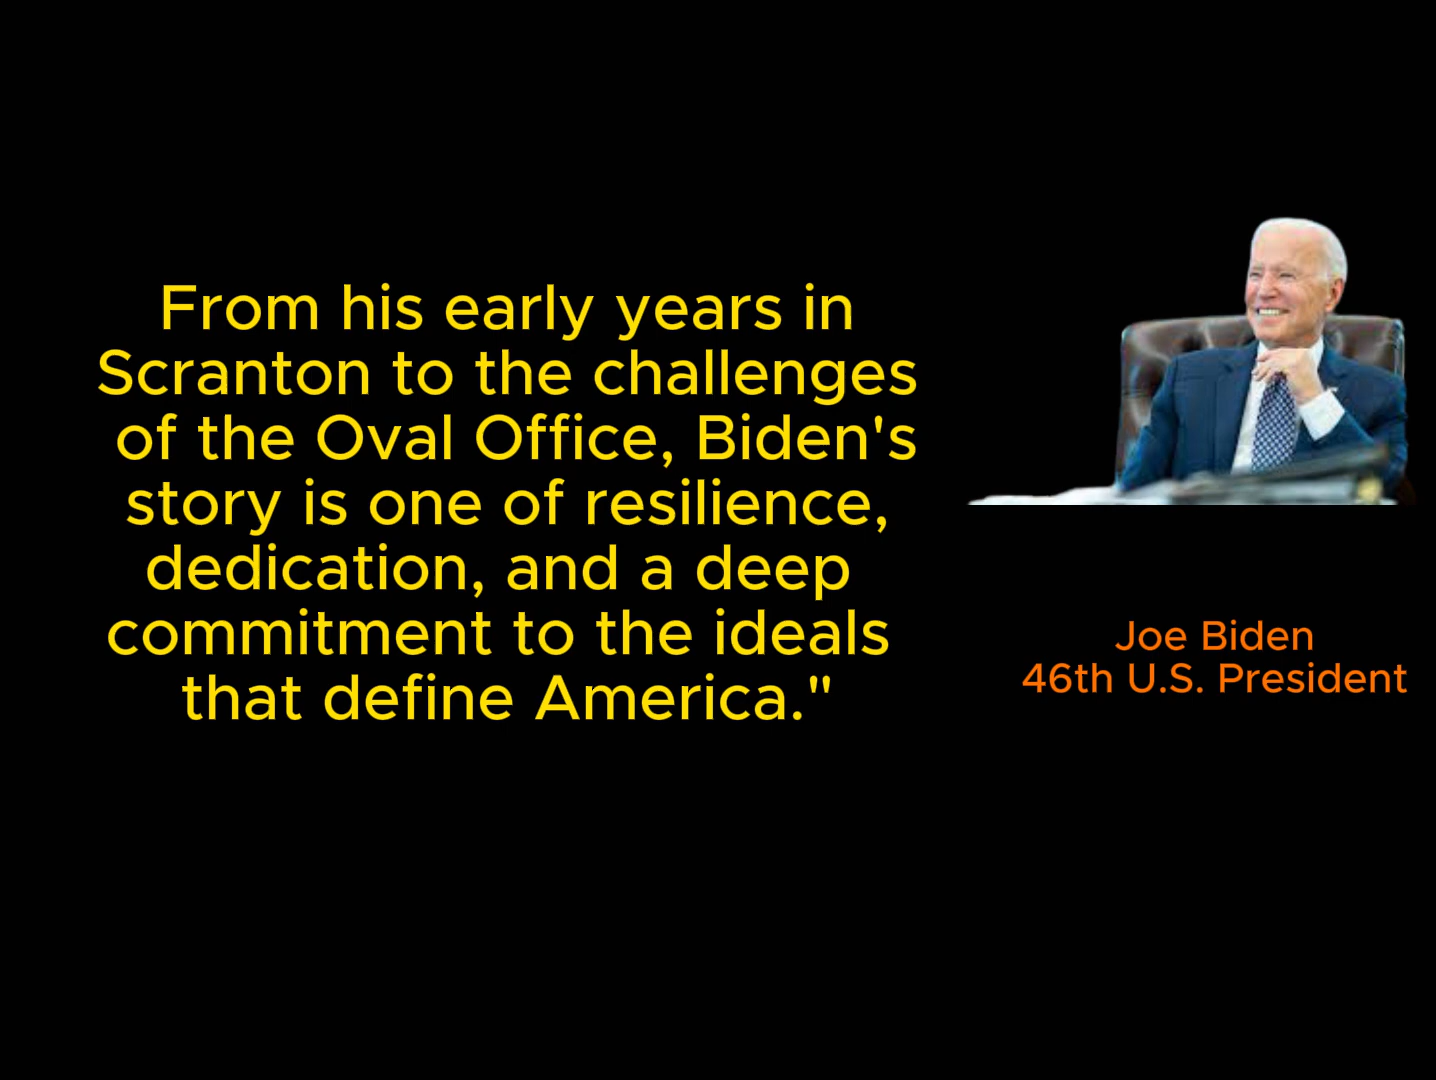 From his early years in
Scranton to the challenges
of the Oval Office, Biden's
story is one of resilience,
dedication, and a deep
commitment to the ideals
that define America."
Joe Biden
46th U.S. President